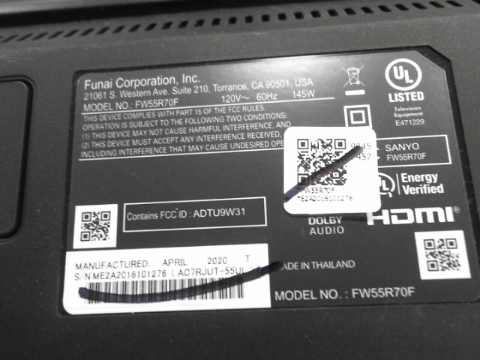 Funai Corporation, Inc.
21061 S. Western Ave. Suite 210, Torrance, CA 90501, USA
MODEL NO : FW55R70F 120V~ 60Hz 145W
THIS DEVICE COMPLIES WITH PART 15 OF THE FCC RULES.
OPERATION IS SUBJECT TO THE FOLLOWING TWO CONDITIONS:
(1) THIS DEVICE MAY NOT CAUSE HARMFUL INTERFERENCE.
(2) THIS DEVICE MUST ACCEPT ANY INTERFERENCE RECEIVED,
INCLUDING INTERFERENCE THAT MAY CAUSE UNDESIRED
UL
LISTED
Television
Equipment
E471229
SANYO
FW55R70F
FW55R70F
ME2A2016101276
UL Energy
Verified
Contains FCC ID : ADTU9W31
DOLBY
AUDIO
HDMI
MANUFACTURED: APRIL 2020 T
S/N ME2A2016101276 ( AC7RJUT-55U
MADE IN THAILAND
MODEL NO. : FW55R70F